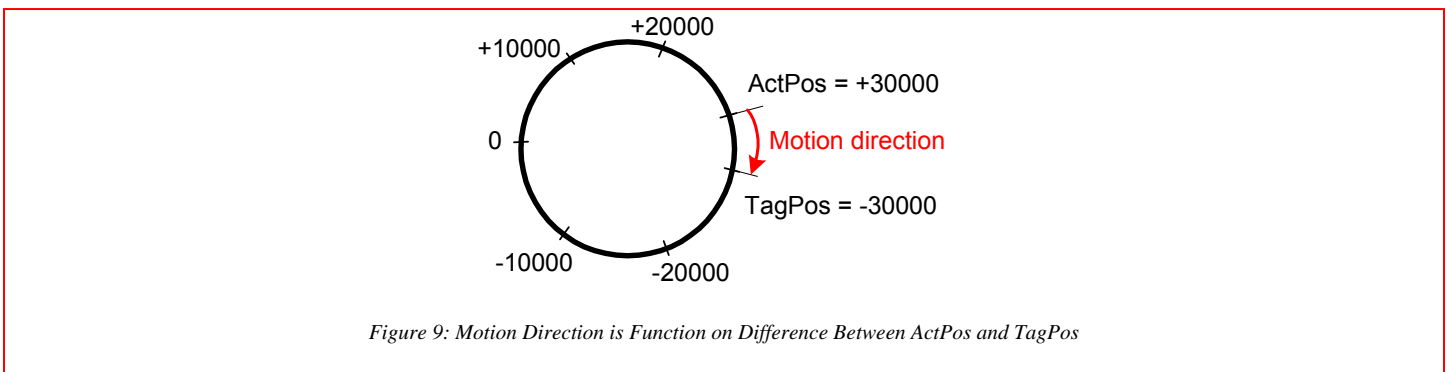 +20000
+10000
ActPos = +30000
0
Motion direction
TagPos = -30000
-10000
-20000
Figure 9: Motion Direction is Function on Difference Between ActPos and TagPos